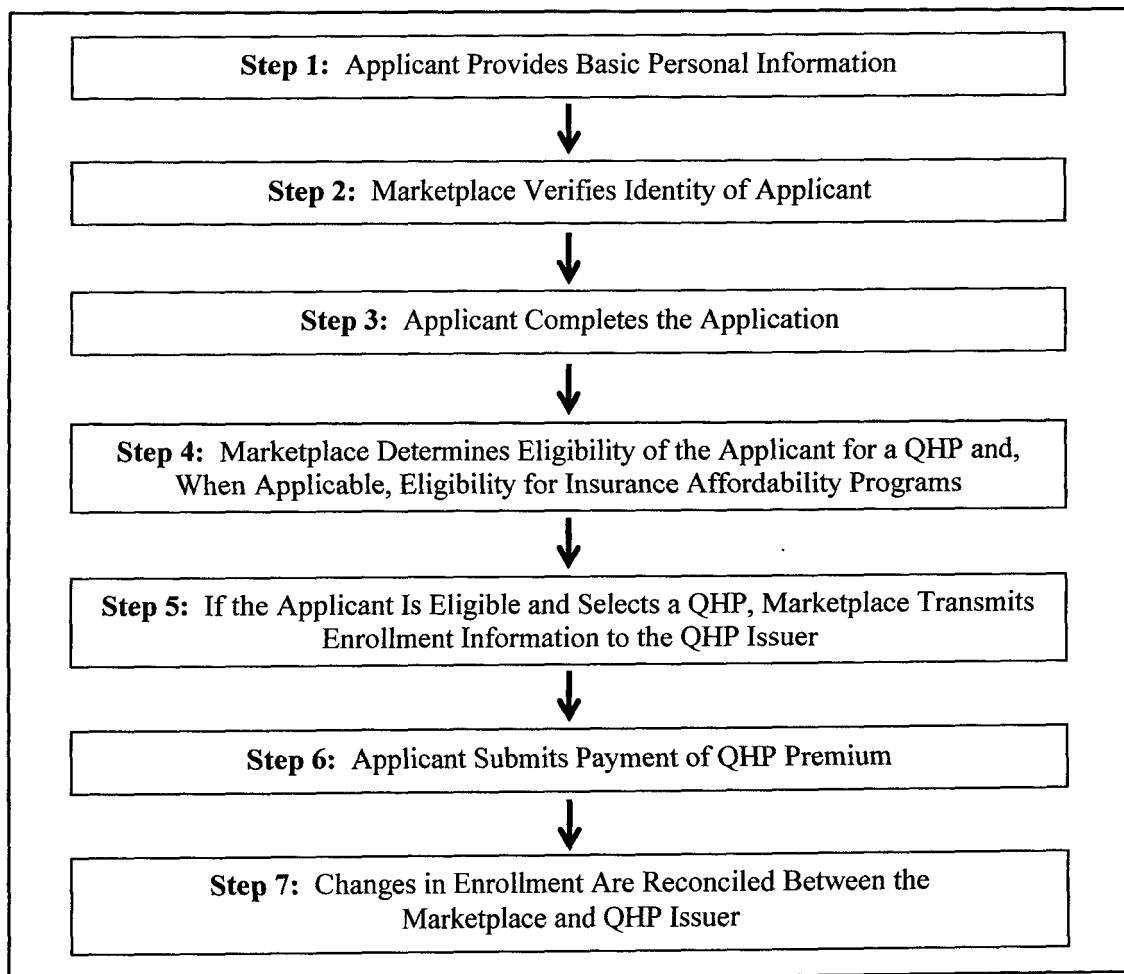 Step 1: Applicant Provides Basic Personal Information
Step 2: Marketplace Verifies Identity of Applicant
Step 3: Applicant Completes the Application
Step 4: Marketplace Determines Eligibility of the Applicant for a QHP and,
When Applicable, Eligibility for Insurance Affordability Programs
Step 5: If the Applicant Is Eligible and Selects a QHP, Marketplace Transmits
Enrollment Information to the QHP Issuer
Step 6: Applicant Submits Payment of QHP Premium
Step 7: Changes in Enrollment Are Reconciled Between the
Marketplace and QHP Issuer